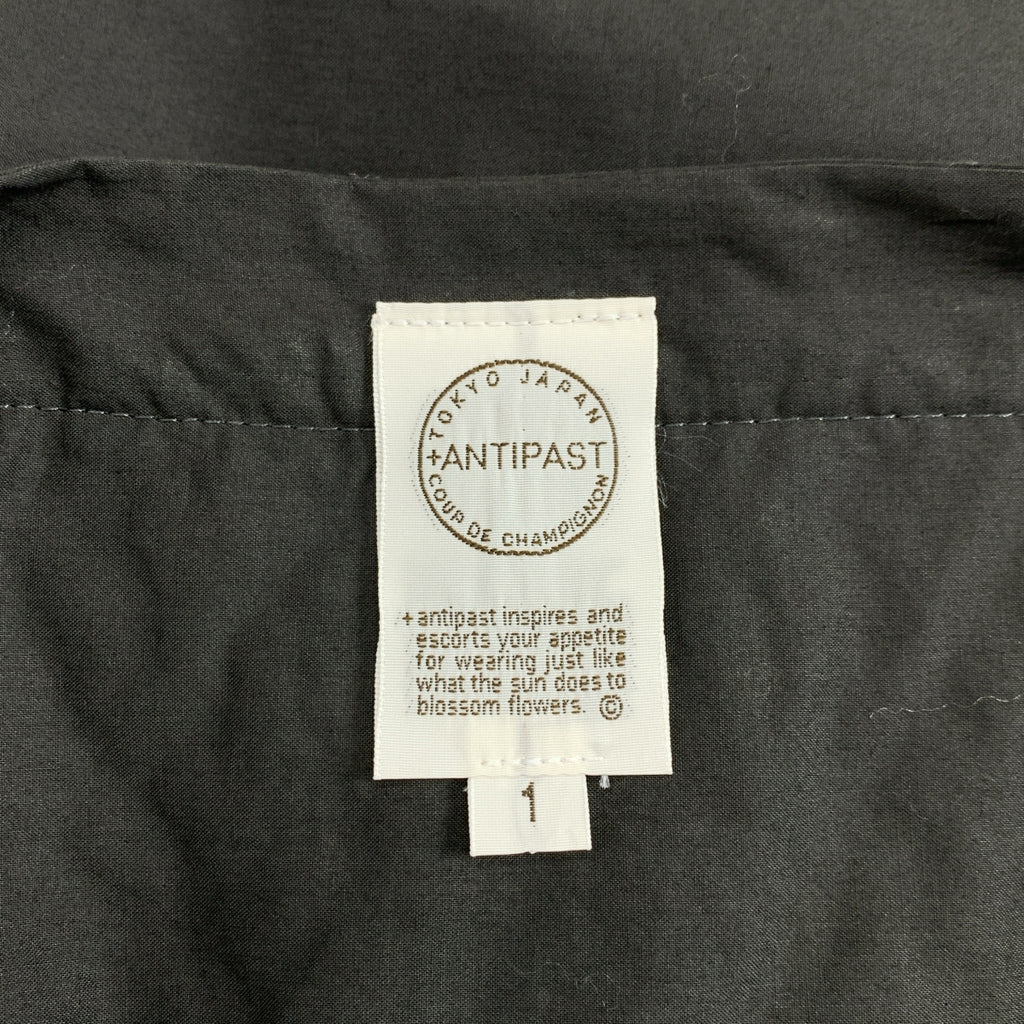 +TOKYO JAPAN
+ANTIPAST
COUP DE CHAMPIGNON
+antipast inspires and
escorts your appetite
for wearing just like
what the sun does to
blossom flowers. ©
1